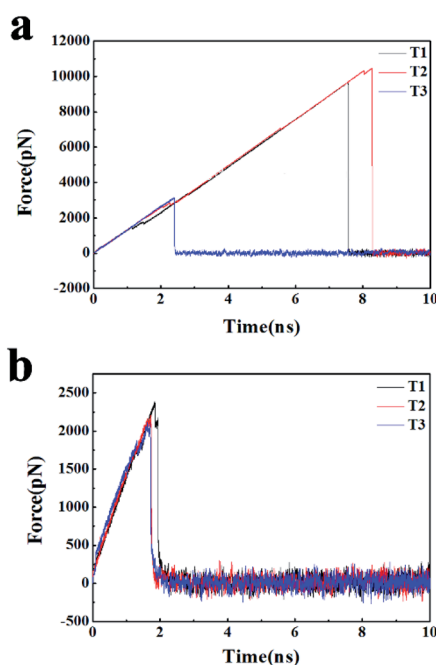 a
12000
10000
8000
6000
4000
2000
0
-2000
Force(pN)
T1
T2
T3
0 2 4 6 8 10
Time(ns)
b
2500
2000
1500
1000
500
0
-500
Force(pN)
T1
T2
T3
0 2 4 6 8 10
Time(ns)